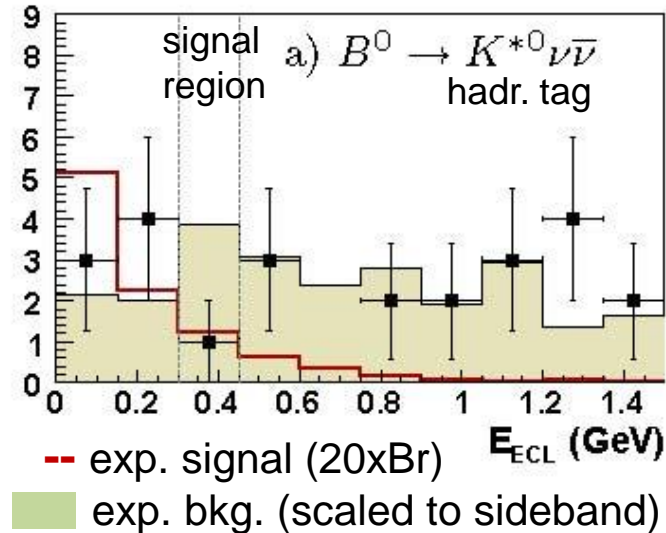 9
8
7
6
5
4
3
2
1
0
signal
region
a) B⁰ → K*⁰νν̅
hadr. tag
0 0.2 0.4 0.6 0.8 1 1.2 1.4
E_ECL (GeV)
-- exp. signal (20xBr)
exp. bkg. (scaled to sideband)